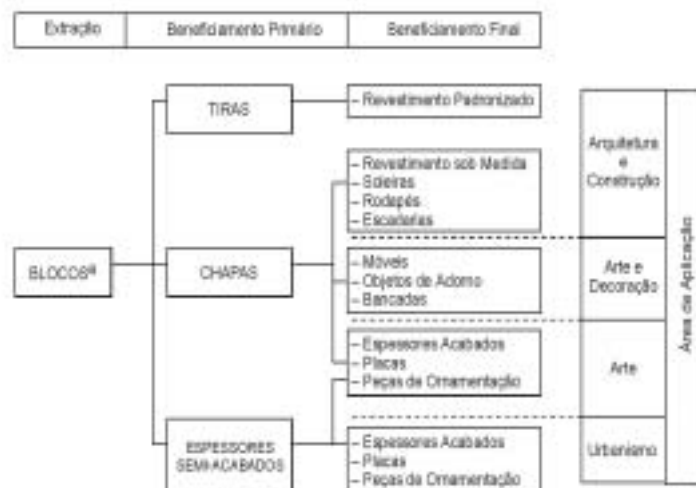 Extração
Beneficiamento Primário
Beneficiamento Final
TIRAS
– Revestimento Padronizado
– Revestimento sob Medida
– Soleiras
– Rodapés
– Escadarias
Arquitetura
e
Construção
BLOCOS
CHAPAS
– Móveis
– Objetos de Adorno
– Bancadas
Arte e
Decoração
Área de Aplicação
– Espessores Acabados
– Placas
– Peças de Ornamentação
Arte
ESPESSORES
SEMI-ACABADOS
– Espessores Acabados
– Placas
– Peças de Ornamentação
Urbanismo